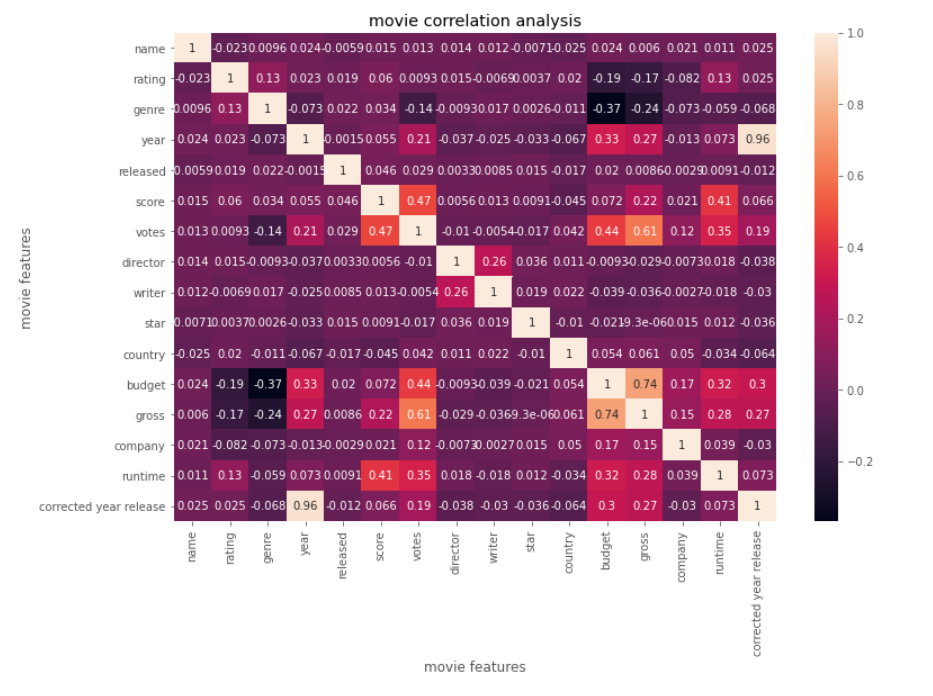 movie correlation analysis
name 1 -0.023 0.0096 0.024 -0.0059 0.015 0.013 0.014 0.012 -0.0071 -0.025 0.024 0.006 0.021 0.011 0.025 1.0
rating -0.023 1 0.13 0.023 0.019 0.06 0.0093 0.015 -0.0069 0.0037 0.02 -0.19 -0.17 -0.082 0.13 0.025
genre 0.0096 0.13 1 -0.073 0.022 0.034 -0.14 -0.0093 0.017 0.0026 -0.011 -0.37 -0.24 -0.073 -0.059 -0.068 0.8
year 0.024 0.023 -0.073 1 -0.0015 0.055 0.21 -0.037 -0.025 -0.033 -0.067 0.33 0.27 -0.013 0.073 0.96
released -0.0059 0.019 0.022 -0.0015 1 0.046 0.029 0.0033 0.0085 0.015 -0.017 0.02 0.0086 -0.0029 0.0091 -0.012 0.6
score 0.015 0.06 0.034 0.055 0.046 1 0.47 0.0056 0.013 0.0091 -0.045 0.072 0.22 0.021 0.41 0.066
votes 0.013 0.0093 -0.14 0.21 0.029 0.47 1 -0.01 -0.0054 -0.017 0.042 0.44 0.61 0.12 0.35 0.19 0.4
director 0.014 0.015 -0.0093 -0.037 0.0033 0.0056 -0.01 1 0.26 0.036 0.011 -0.0093 -0.029 -0.0073 0.018 -0.038
writer 0.012 -0.0069 0.017 -0.025 0.0085 0.013 -0.0054 0.26 1 0.019 0.022 -0.039 -0.036 -0.0027 -0.018 -0.03
star -0.0071 0.0037 0.0026 -0.033 0.015 0.0091 -0.017 0.036 0.019 1 -0.01 -0.021 -9.3e-06 0.015 0.012 -0.036 0.2
country -0.025 0.02 -0.011 -0.067 -0.017 -0.045 0.042 0.011 0.022 -0.01 1 0.054 0.061 0.05 -0.034 -0.064
budget 0.024 -0.19 -0.37 0.33 0.02 0.072 0.44 -0.0093 -0.039 -0.021 0.054 1 0.74 0.17 0.32 0.3 0.0
gross 0.006 -0.17 -0.24 0.27 0.0086 0.22 0.61 -0.029 -0.036 -9.3e-06 0.061 0.74 1 0.15 0.28 0.27
company 0.021 -0.082 -0.073 -0.013 -0.0029 0.021 0.12 -0.0073 -0.0027 0.015 0.05 0.17 0.15 1 0.039 -0.03
runtime 0.011 0.13 -0.059 0.073 0.0091 0.41 0.35 0.018 -0.018 0.012 -0.034 0.32 0.28 0.039 1 0.073 −0.2
corrected year release 0.025 0.025 -0.068 0.96 -0.012 0.066 0.19 -0.038 -0.03 -0.036 -0.064 0.3 0.27 -0.03 0.073 1
name rating genre year released score votes director writer star country budget gross company runtime corrected year release
movie features
movie features